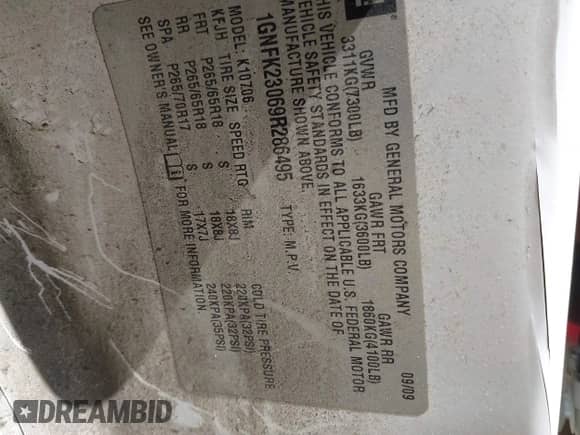 MFD BY GENERAL MOTORS COMPANY 09/09
GVWR GAWR FRT GAWR RR
3311KG(7300LB) 1633KG(3600LB) 1860KG(4100LB)
THIS VEHICLE CONFORMS TO ALL APPLICABLE U.S. FEDERAL MOTOR
VEHICLE SAFETY STANDARDS IN EFFECT ON THE DATE OF
MANUFACTURE SHOWN ABOVE.
1GNFK23069R286495 TYPE: M.P.V.
MODEL: K10706
KFJH TIRE SIZE SPEED RTG RIM COLD TIRE PRESSURE
FRT P265/65R18 S 18X8J 220KPA(32PSI)
RR P265/65R18 S 18X8J 220KPA(32PSI)
SPA P265/70R17 S 17X7J 240KPA(35PSI)
SEE OWNER'S MANUAL FOR MORE INFORMATION
DREAMBID